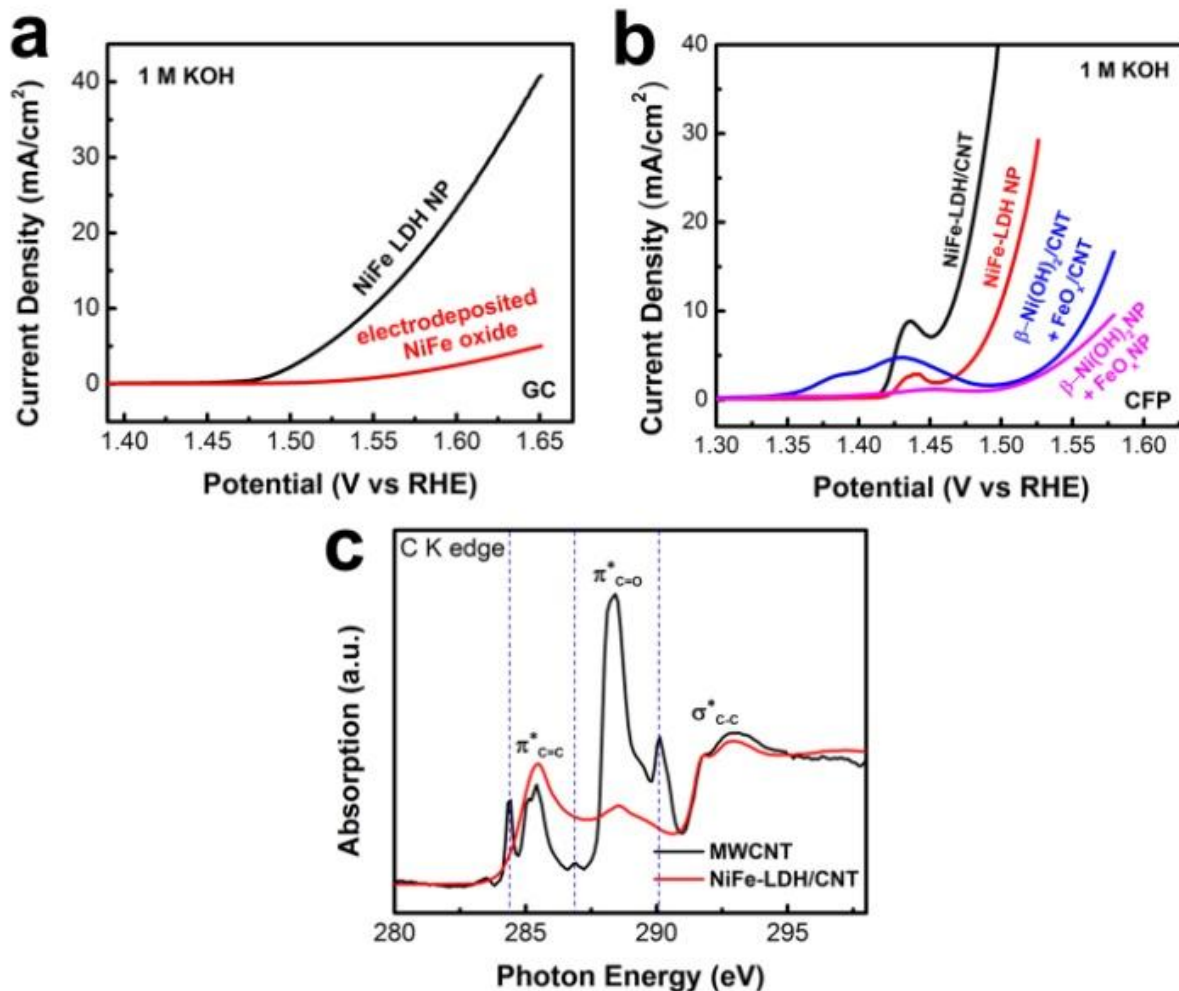 a
1 M KOH
40
30
20
10
0
Current Density (mA/cm²)
NiFe LDH NP
electrodeposited
NiFe oxide
GC
1.40 1.45 1.50 1.55 1.60 1.65
Potential (V vs RHE)
b
1 M KOH
40
30
20
10
0
Current Density (mA/cm²)
NiFe-LDH/CNT
NiFe-LDH NP
β–Ni(OH)₂/CNT
+ FeOₓ/CNT
β–Ni(OH)₂NP
+ FeOₓNP
CFP
1.30 1.35 1.40 1.45 1.50 1.55 1.60
Potential (V vs RHE)
c
C K edge
π*C=C
π*C=O
σ*C-C
Absorption (a.u.)
MWCNT
NiFe-LDH/CNT
280 285 290 295
Photon Energy (eV)